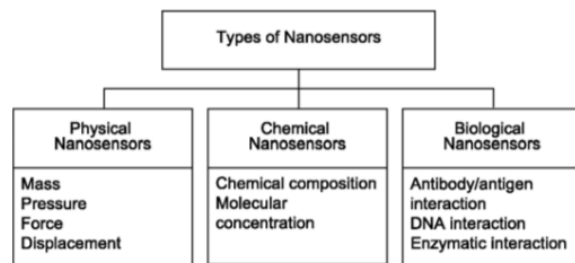 Types of Nanosensors
Physical
Nanosensors
Mass
Pressure
Force
Displacement
Chemical
Nanosensors
Chemical composition
Molecular
concentration
Biological
Nanosensors
Antibody/antigen
interaction
DNA interaction
Enzymatic interaction